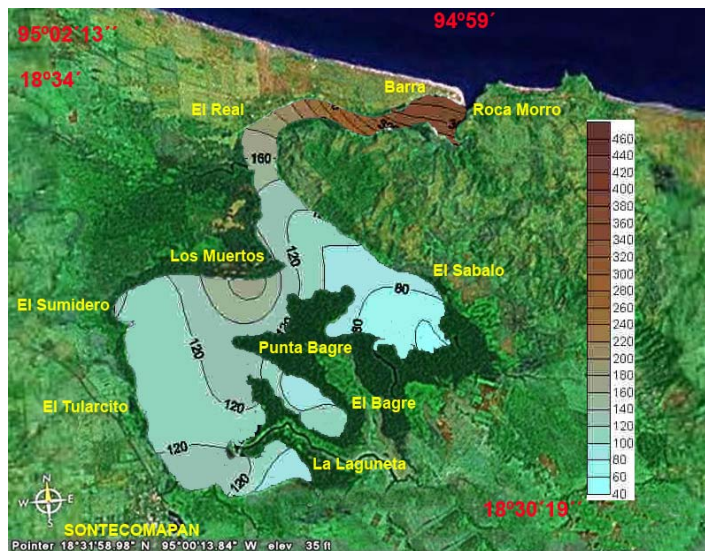 95º02´13´´
94º59´
18º34´
Barra
El Real
Roca Morro
460
440
420
400
380
360
340
320
300
280
260
240
220
200
180
160
140
120
100
80
60
40
160
Los Muertos
120
El Sabalo
80
El Sumidero
80
120
Punta Bagre
120
El Tularcito
El Bagre
120
120
La Laguneta
120
N
W
E
S
18º30´19´´
SONTECOMAPAN
Pointer 18°31'58.98" N 95°00'13.84" W elev 35 ft